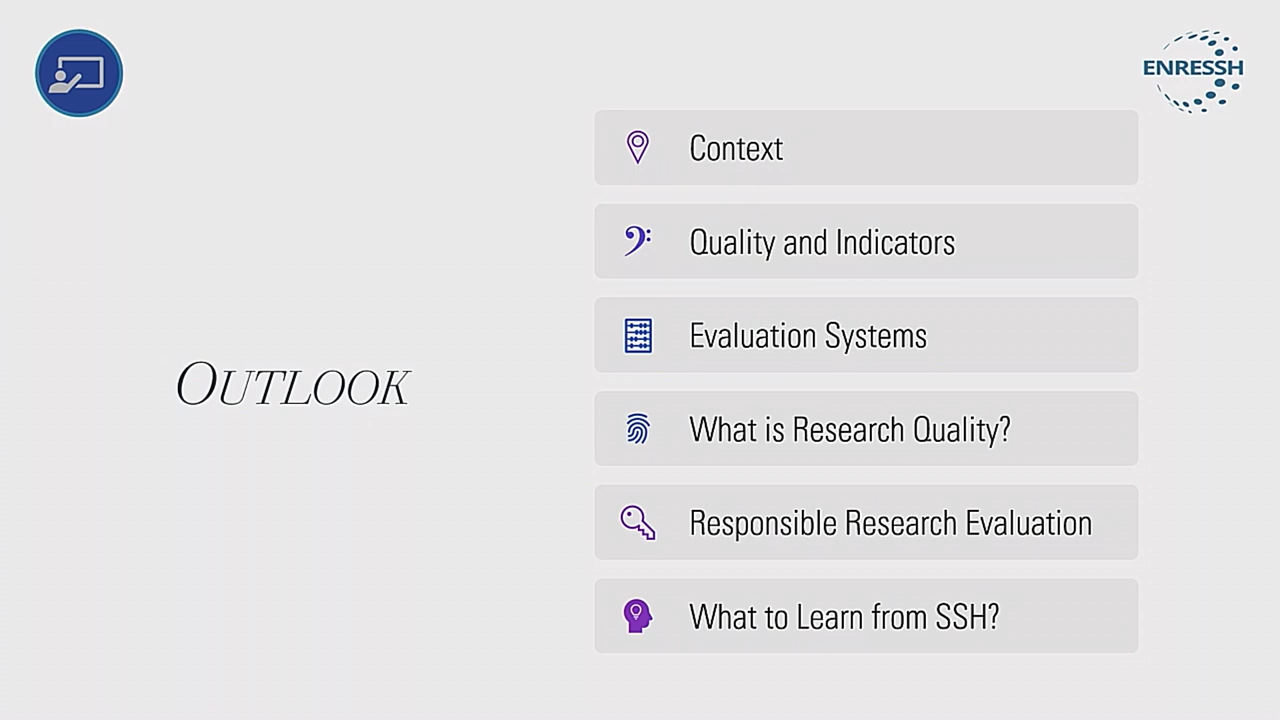 ENRESSH
Context
Quality and Indicators
Evaluation Systems
OUTLOOK
What is Research Quality?
Responsible Research Evaluation
What to Learn from SSH?